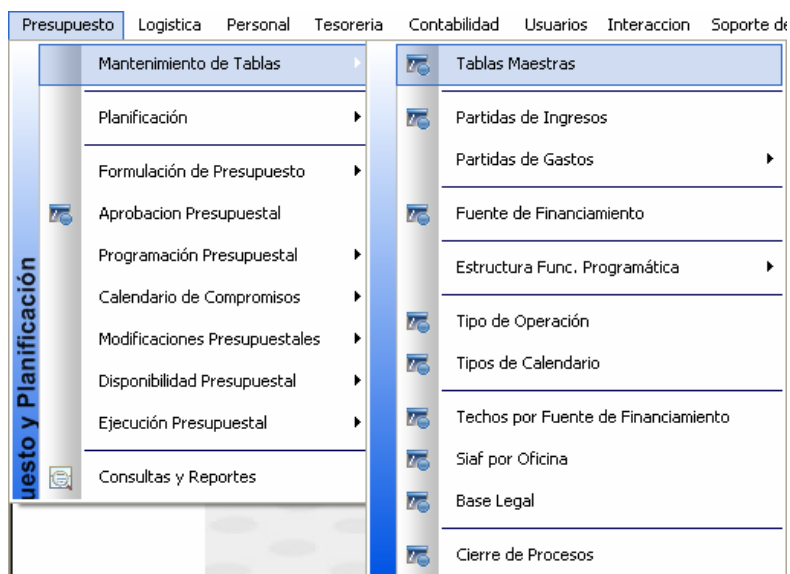 Presupuesto Logistica Personal Tesoreria Contabilidad Usuarios Interaccion Soporte de
Mantenimiento de Tablas
Planificación
Formulación de Presupuesto
Aprobacion Presupuestal
Programación Presupuestal
Calendario de Compromisos
Modificaciones Presupuestales
Disponibilidad Presupuestal
Ejecución Presupuestal
Consultas y Reportes
uesto y Planificación
Tablas Maestras
Partidas de Ingresos
Partidas de Gastos
Fuente de Financiamiento
Estructura Func. Programática
Tipo de Operación
Tipos de Calendario
Techos por Fuente de Financiamiento
Siaf por Oficina
Base Legal
Cierre de Procesos